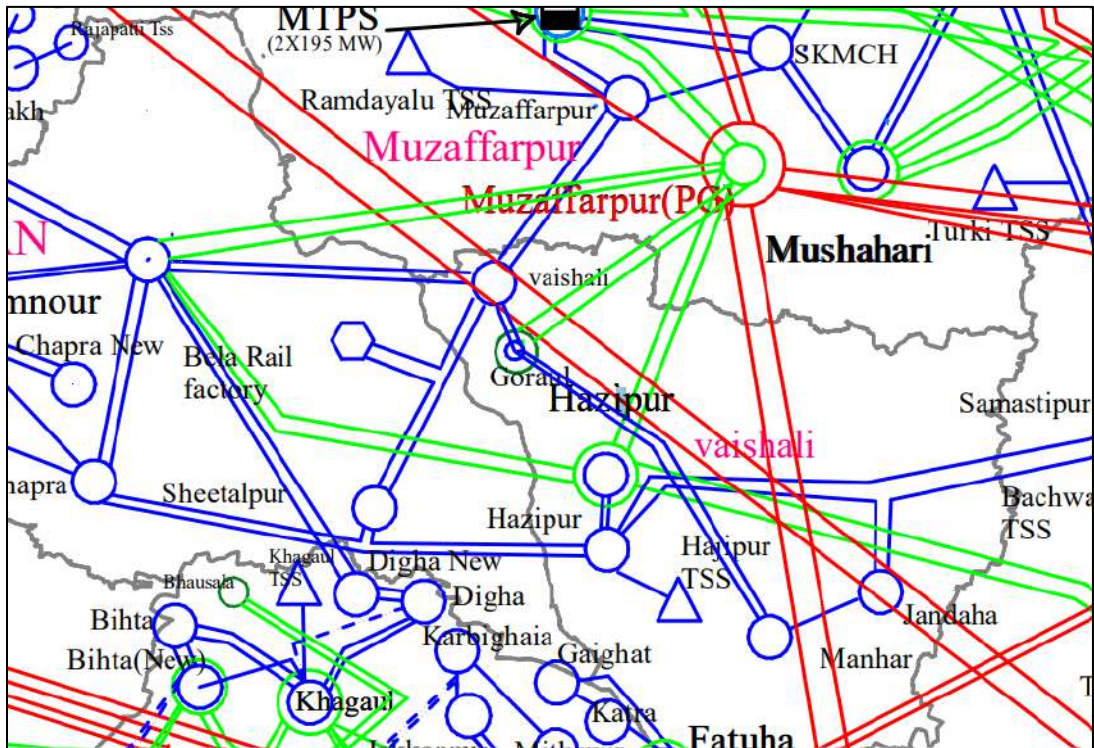 MTPS
(2X195 MW)
Rajapatti Tss
SKMCH
akh
Ramdayalu TSS
Muzaffarpur
Muzaffarpur
Muzaffarpur(PG)
Turki TSS
Mushahari
vaishali
mnour
Chapra New
Bela Rail
factory
Goraul
Hazipur
Samastipur
vaishali
hapra
Sheetalpur
Hazipur
Bachwa
TSS
Hajipur
TSS
Khagaul
TSS
Digha New
Bhausala
Digha
Jandaha
Bihta
Karbighaia
Gaighat
Manhar
Bihta(New)
Khagaul
Katra
Fatuha